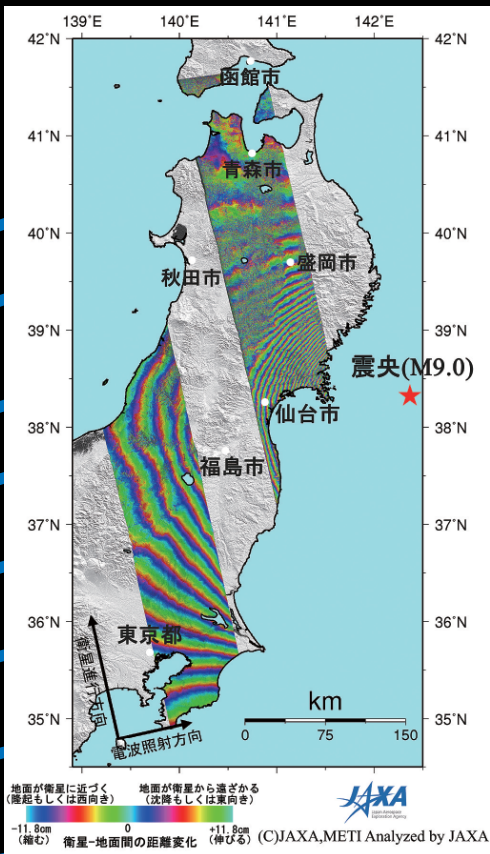 139°E 140°E 141°E 142°E
42°N 42°N
函館市
41°N 41°N
青森市
40°N 40°N
秋田市 盛岡市
39°N 39°N
震央(M9.0)
仙台市
38°N 38°N
福島市
37°N 37°N
36°N 36°N
東京都
衛星進行方向
km
35°N 35°N
0 75 150
電波照射方向
地面が衛星に近づく 地面が衛星から遠ざかる
(隆起もしくは西向き) (沈降もしくは東向き)
-11.8cm 0 +11.8cm
(縮む) 衛星-地面間の距離変化 (伸びる)
JAXA
Japan Aerospace Exploration Agency
(C)JAXA,METI Analyzed by JAXA